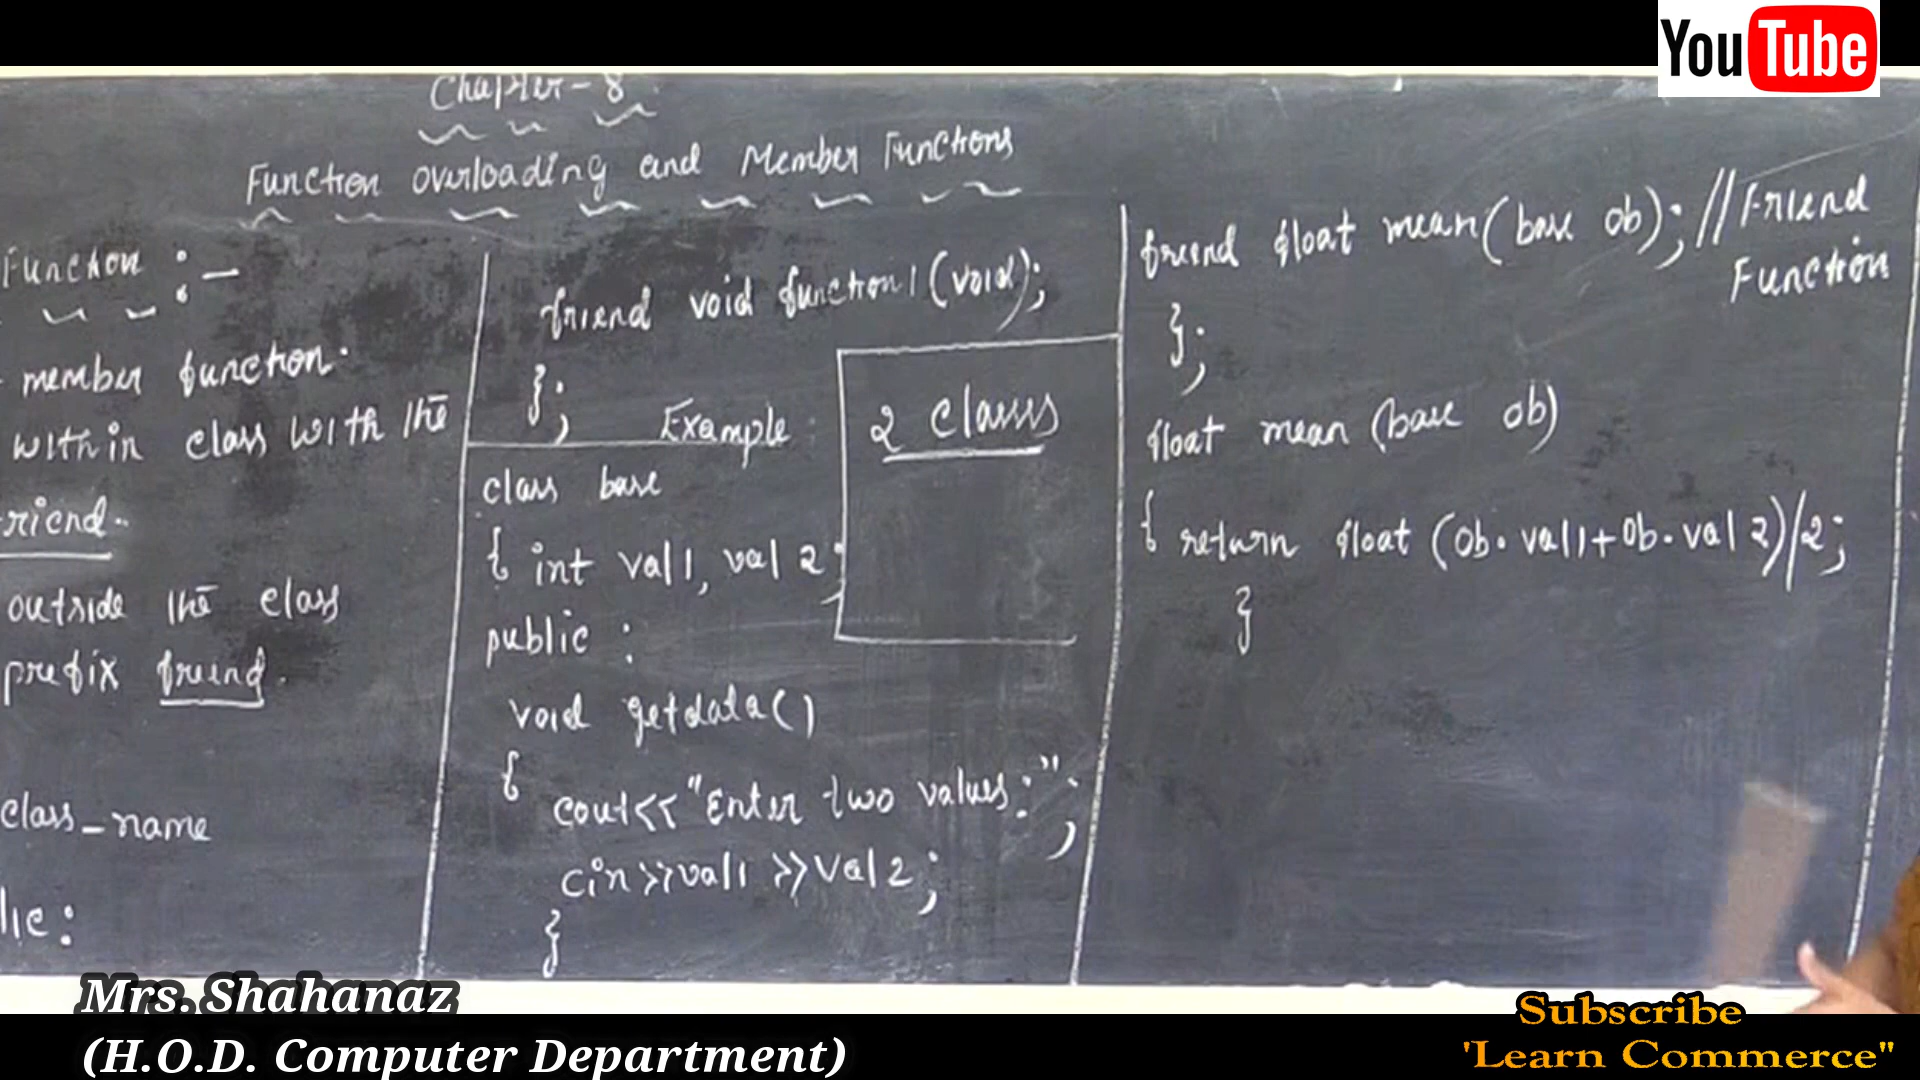 YouTube
Chapter-8
Function overloading and Member Functions
Function :-
member function.
within class with the
riend.
outside the class
prefix friend.
class_name
lic:
friend void function1(void);
};
Example
2 classes
class base
{ int val1, val2;
public :
void getdata()
{
cout<<"Enter two values:";
cin>>val1>>val2;
}
friend float mean(base ob); //Friend
Function
};
float mean (base ob)
{ return float (ob.val1+ob.val2)/2;
}
Mrs. Shahanaz
(H.O.D. Computer Department)
Subscribe
'Learn Commerce"